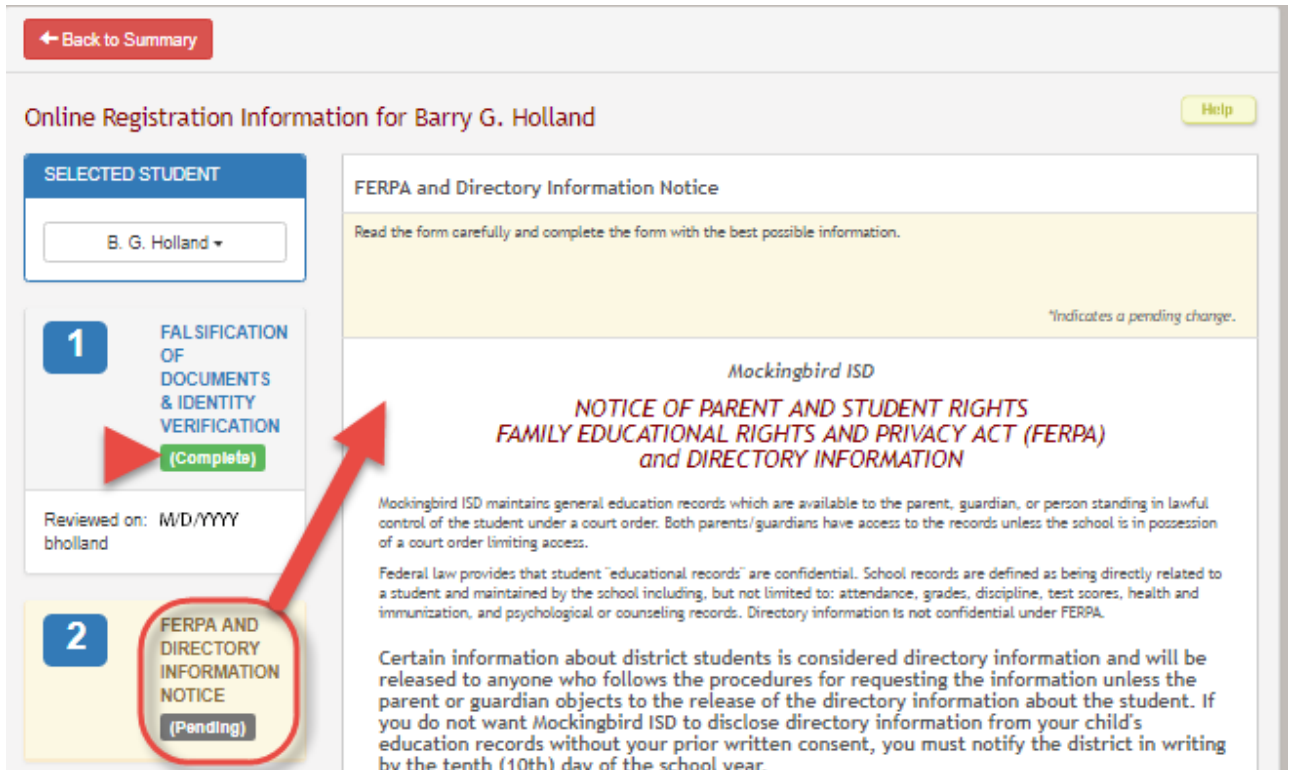 Back to Summary
Online Registration Information for Barry G. Holland
Help
SELECTED STUDENT
B. G. Holland
1
FALSIFICATION
OF
DOCUMENTS
& IDENTITY
VERIFICATION
(Complete)
Reviewed on: M/D/YYYY
bholland
2
FERPA AND
DIRECTORY
INFORMATION
NOTICE
(Pending)
FERPA and Directory Information Notice
Read the form carefully and complete the form with the best possible information.
*Indicates a pending change.
Mockingbird ISD
NOTICE OF PARENT AND STUDENT RIGHTS
FAMILY EDUCATIONAL RIGHTS AND PRIVACY ACT (FERPA)
and DIRECTORY INFORMATION
Mockingbird ISD maintains general education records which are available to the parent, guardian, or person standing in lawful
control of the student under a court order. Both parents/guardians have access to the records unless the school is in possession
of a court order limiting access.
Federal law provides that student "educational records" are confidential. School records are defined as being directly related to
a student and maintained by the school including, but not limited to: attendance, grades, discipline, test scores, health and
immunization, and psychological or counseling records. Directory information is not confidential under FERPA.
Certain information about district students is considered directory information and will be
released to anyone who follows the procedures for requesting the information unless the
parent or guardian objects to the release of the directory information about the student. If
you do not want Mockingbird ISD to disclose directory information from your child's
education records without your prior written consent, you must notify the district in writing
by the tenth (10th) day of the school year.